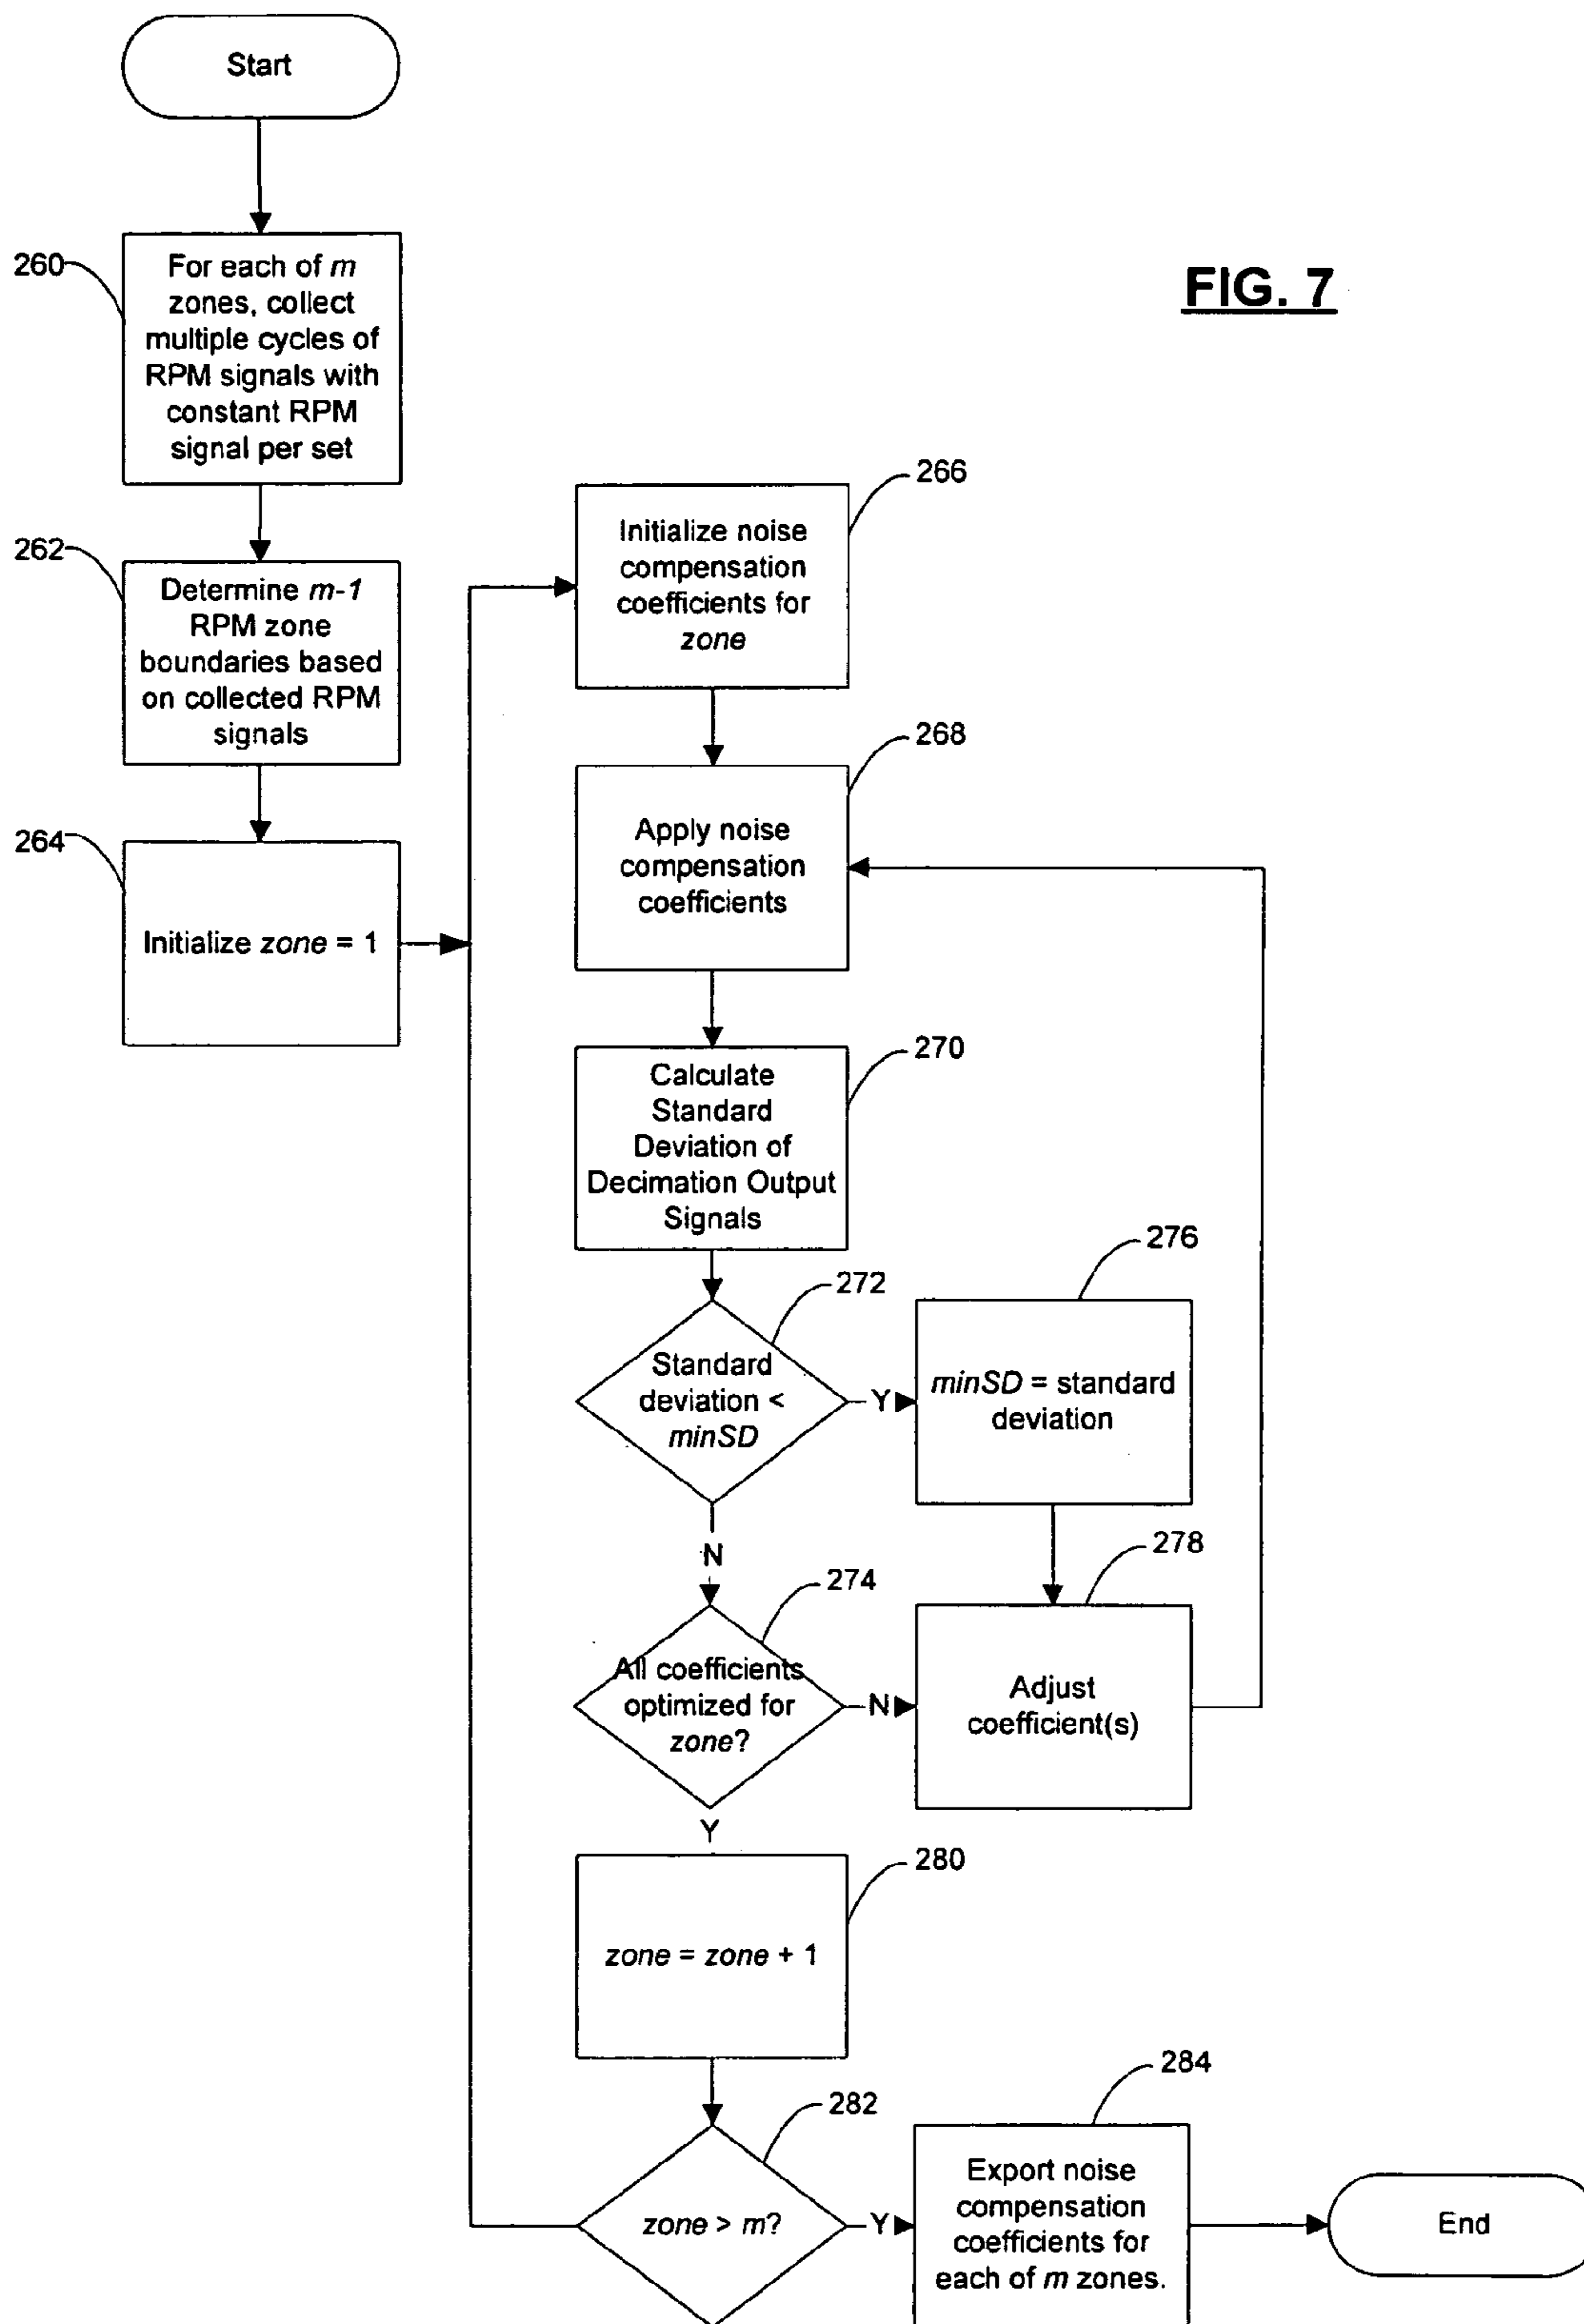 Start
260
For each of m
zones, collect
multiple cycles of
RPM signals with
constant RPM
signal per set
FIG. 7
262
Determine m-1
RPM zone
boundaries based
on collected RPM
signals
264
Initialize zone = 1
266
Initialize noise
compensation
coefficients for
zone
268
Apply noise
compensation
coefficients
270
Calculate
Standard
Deviation of
Decimation Output
Signals
272
Standard
deviation <
minSD
Y
276
minSD = standard
deviation
N
274
All coefficients
optimized for
zone?
N
278
Adjust
coefficient(s)
Y
280
zone = zone + 1
282
zone > m?
Y
284
Export noise
compensation
coefficients for
each of m zones.
End